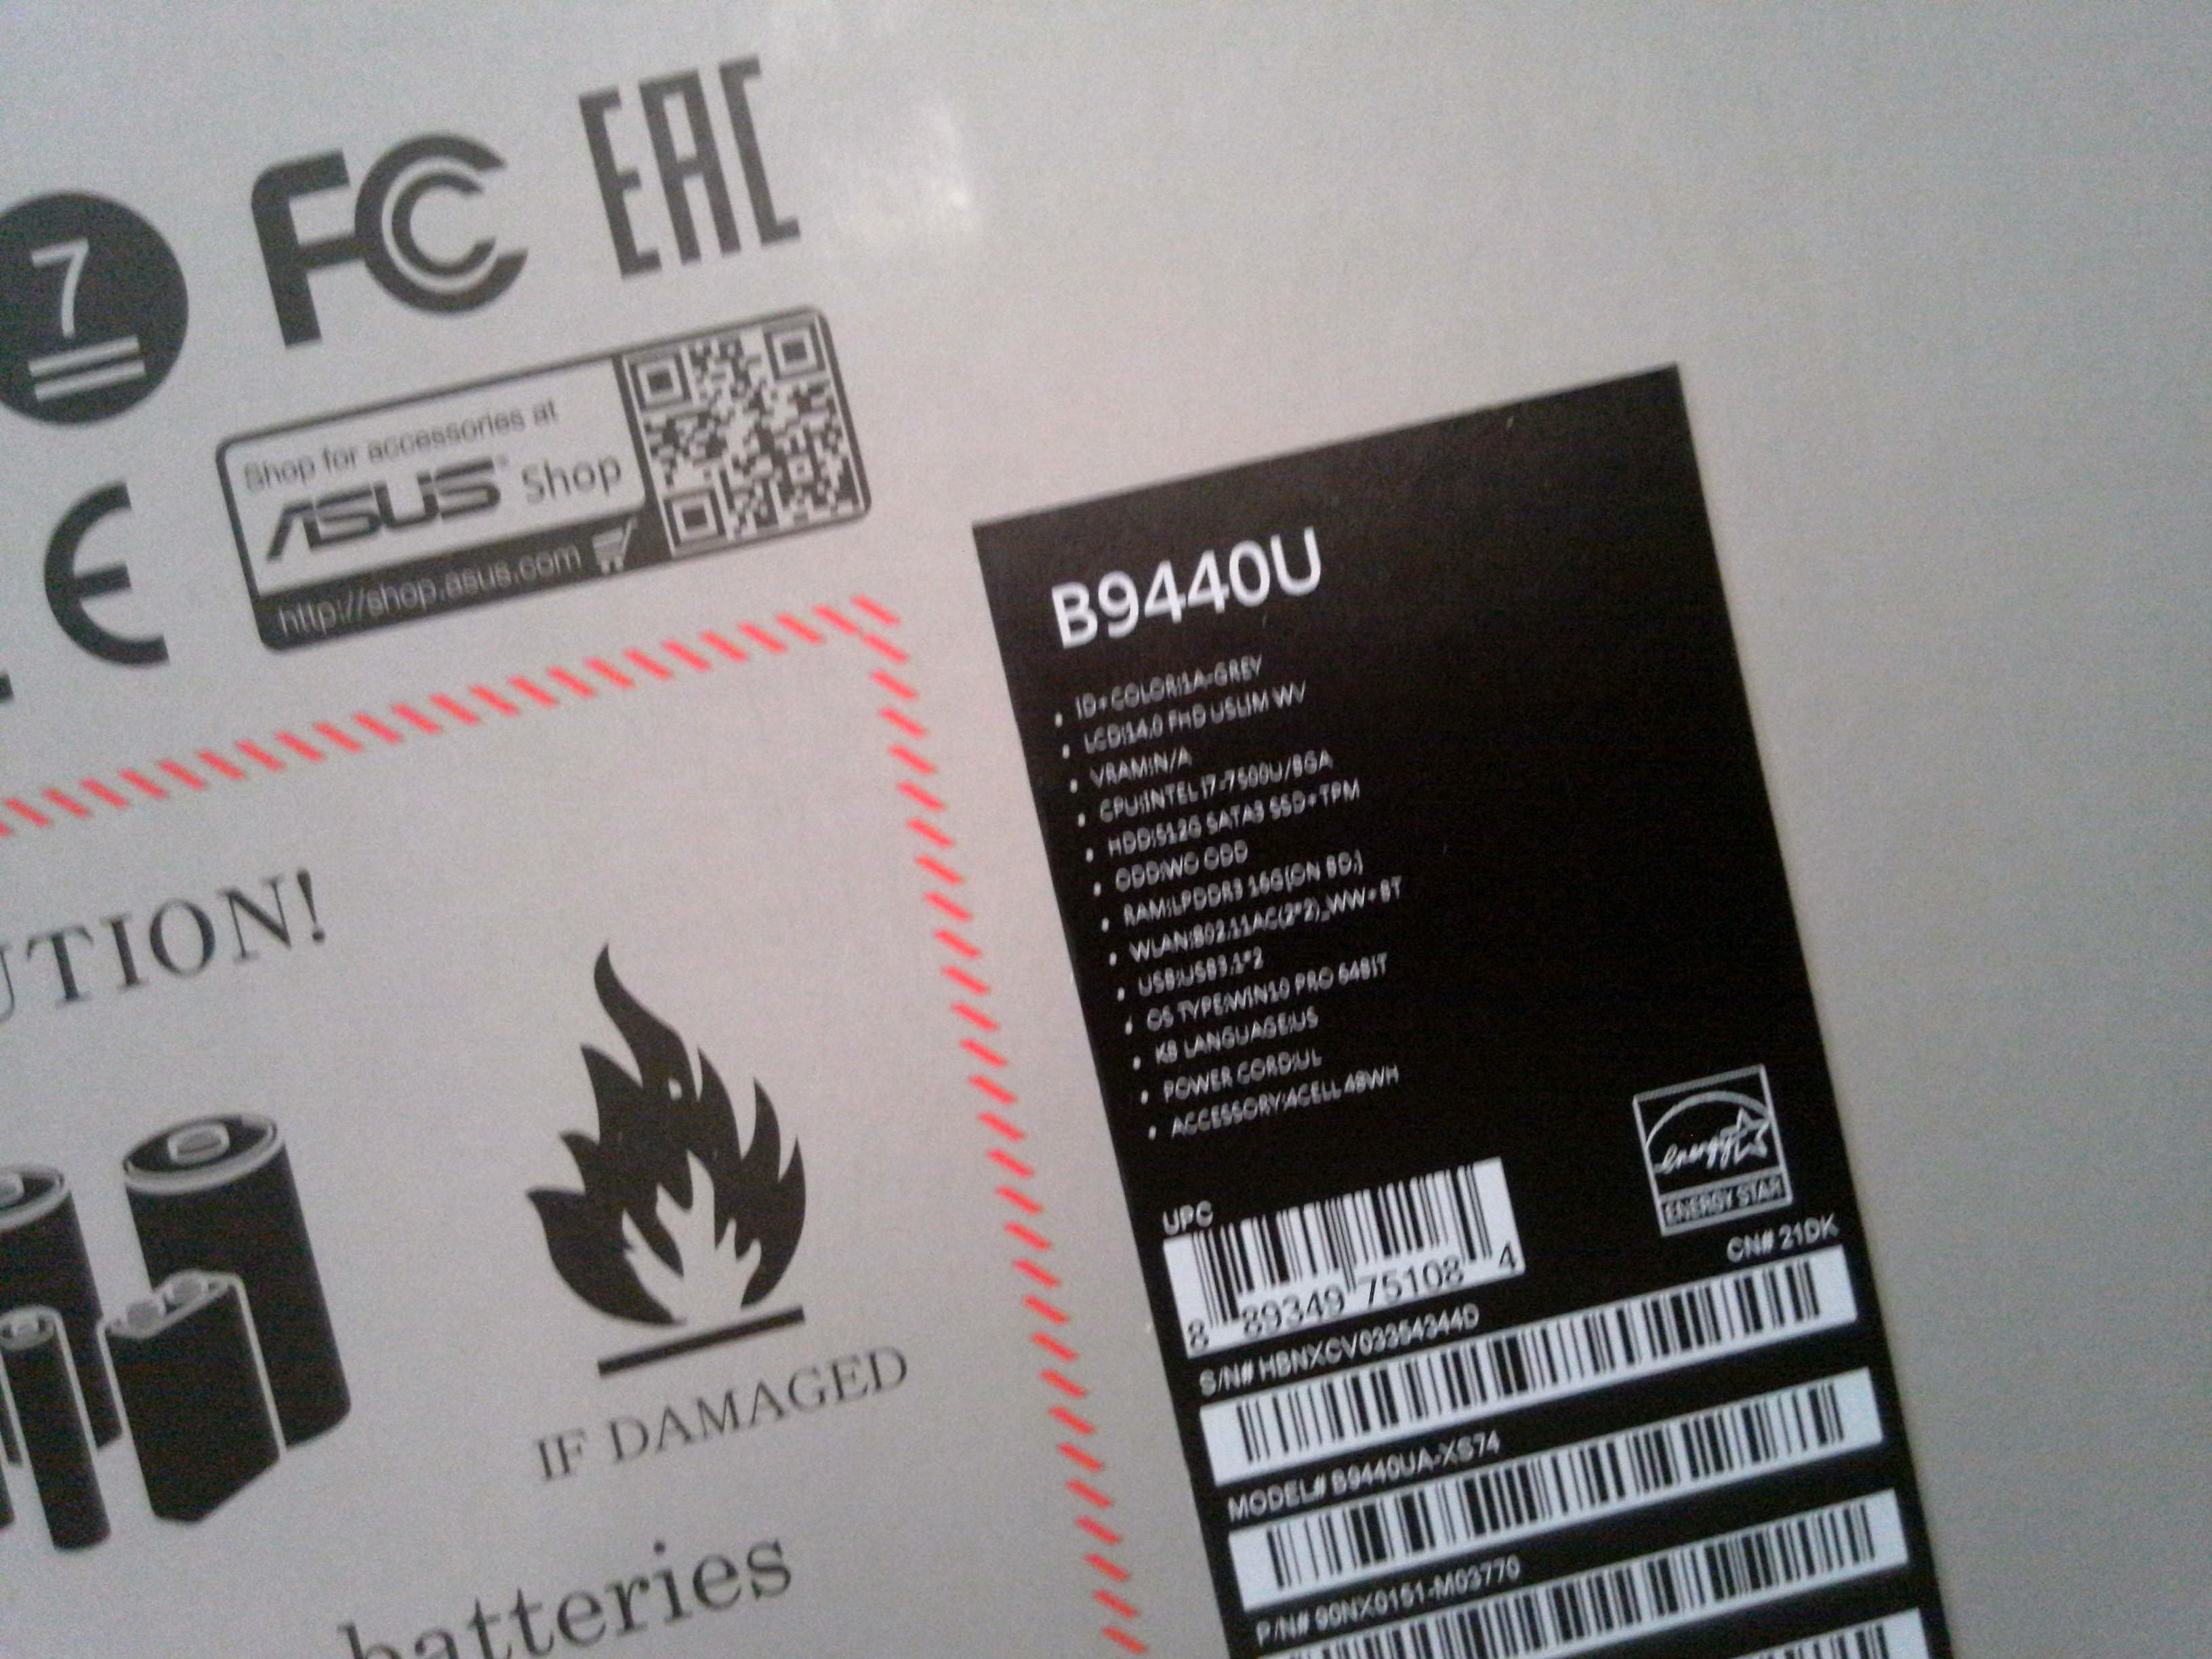 7
FC
EAC
CE
Shop for accessories at
ASUS Shop
http://shop.asus.com
UTION!
IF DAMAGED
batteries
B9440U
• ID+COLOR:1A-GREY
• LCD:14.0 FHD USLIM WV
• VRAM:N/A
• CPU:INTEL I7-7500U/BGA
• HDD:512G SATA3 SSD+TPM
• ODD:WO ODD
• RAM:LPDDR3 16G(ON BD.)
• WLAN:802.11AC(2*2)_WW+BT
• USB:USB3.1*2
• OS TYPE:WIN10 PRO 64BIT
• KB LANGUAGE:US
• POWER CORD:UL
• ACCESSORY:4CELL 48WH
energy
ENERGY STAR
UPC
CN# 21DK
8 89349 75108 4
S/N# HBNXCV03354344D
MODEL# B9440UA-XS74
P/N# 90NX0151-M03770